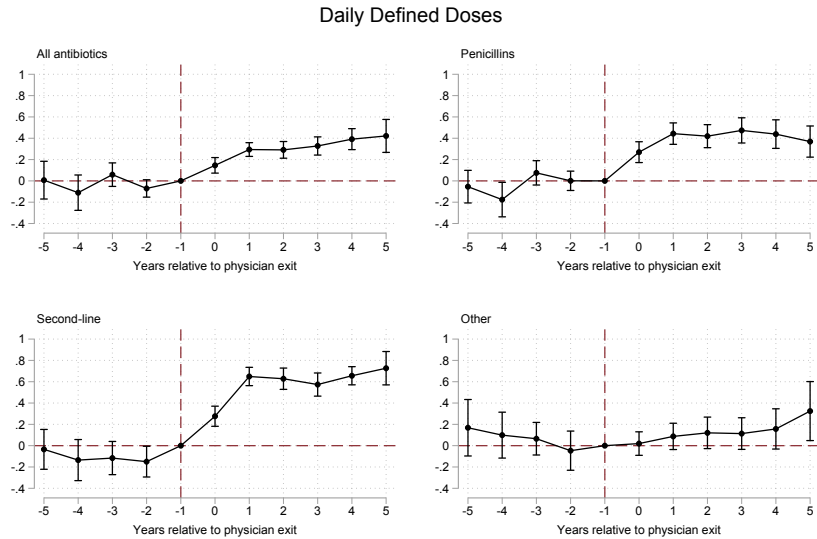 Daily Defined Doses
All antibiotics
1
.8
.6
.4
.2
0
-.2
-.4
-5 -4 -3 -2 -1 0 1 2 3 4 5
Years relative to physician exit
Penicillins
1
.8
.6
.4
.2
0
-.2
-.4
-5 -4 -3 -2 -1 0 1 2 3 4 5
Years relative to physician exit
Second-line
1
.8
.6
.4
.2
0
-.2
-.4
-5 -4 -3 -2 -1 0 1 2 3 4 5
Years relative to physician exit
Other
1
.8
.6
.4
.2
0
-.2
-.4
-5 -4 -3 -2 -1 0 1 2 3 4 5
Years relative to physician exit